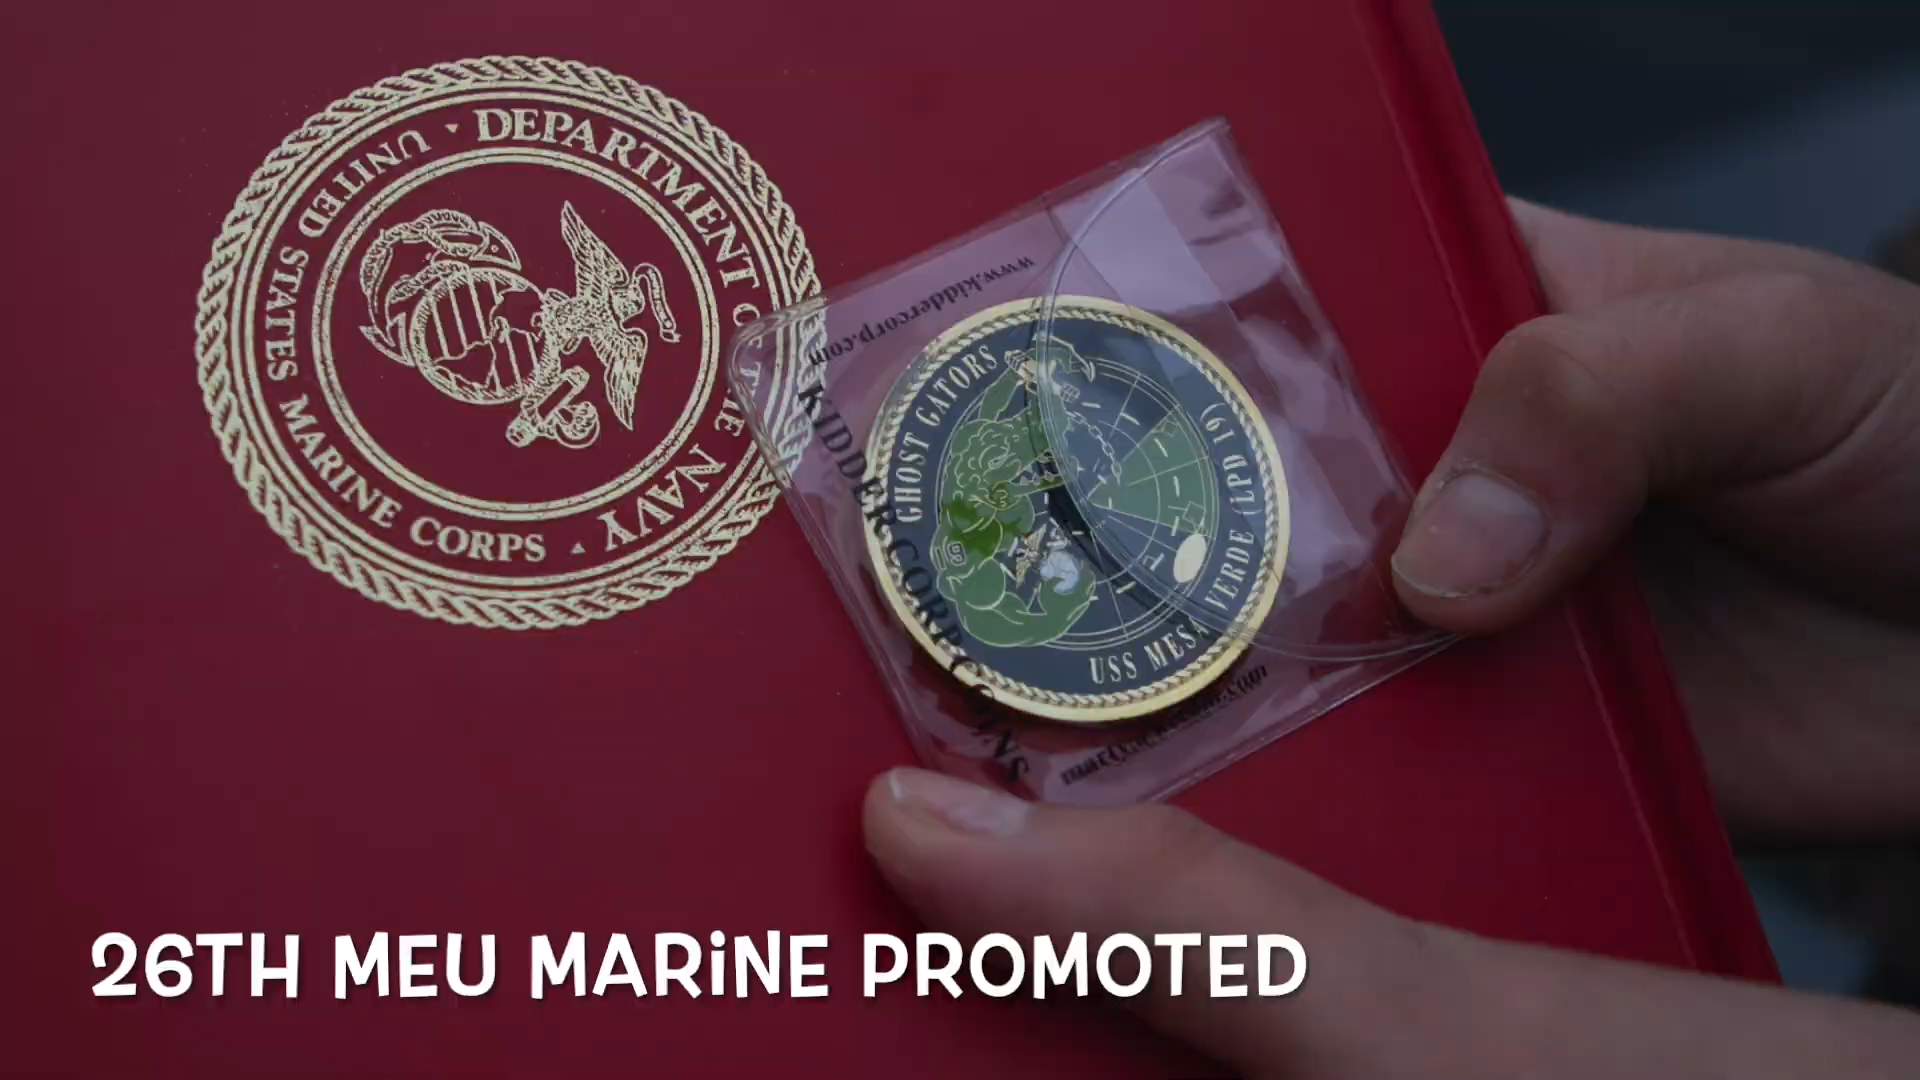 DEPARTMENT OF THE NAVY
UNITED STATES MARINE CORPS
www.kiddercorp.com
KIDDER CORP COINS
GHOST GATORS
USS MESA VERDE (LPD 19)
19
26TH MEU MARINE PROMOTED